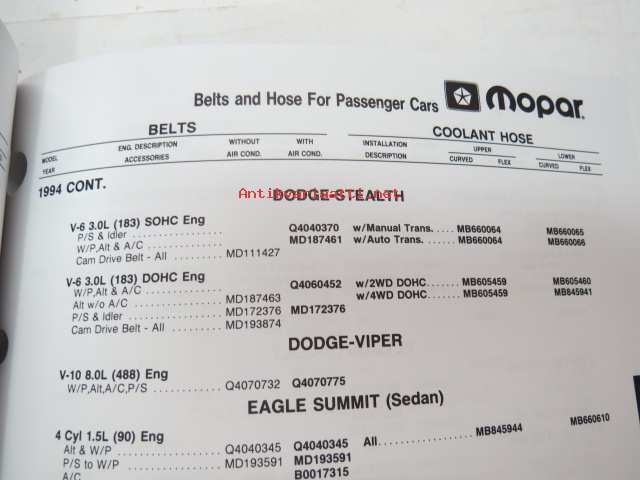 Belts and Hose For Passenger Cars Mopar
BELTS COOLANT HOSE
MODEL ENG. DESCRIPTION WITHOUT WITH INSTALLATION UPPER LOWER
YEAR ACCESSORIES AIR COND. AIR COND. DESCRIPTION CURVED FLEX CURVED FLEX
1994 CONT.
DODGE-STEALTH
V-6 3.0L (183) SOHC Eng
P/S & Idler .................... Q4040370 w/Manual Trans. .... MB660064 MB660065
W/P,Alt & A/C ................. MD187461 w/Auto Trans. ..... MB660064 MB660066
Cam Drive Belt - All .... MD111427
V-6 3.0L (183) DOHC Eng
W/P,Alt & A/C .................. Q4060452 w/2WD DOHC ....... MB605459 MB605460
Alt w/o A/C ............... MD187463 w/4WD DOHC ....... MB605459 MB845941
P/S & Idler ................ MD172376 MD172376
Cam Drive Belt - All ........ MD193874
DODGE-VIPER
V-10 8.0L (488) Eng
W/P,Alt,A/C,P/S ............ Q4070732 Q4070775
EAGLE SUMMIT (Sedan)
4 Cyl 1.5L (90) Eng
Alt & W/P ................ Q4040345 Q4040345 All .................. MB845944 MB660610
P/S to W/P ................ MD193591 MD193591
A/C B0017315